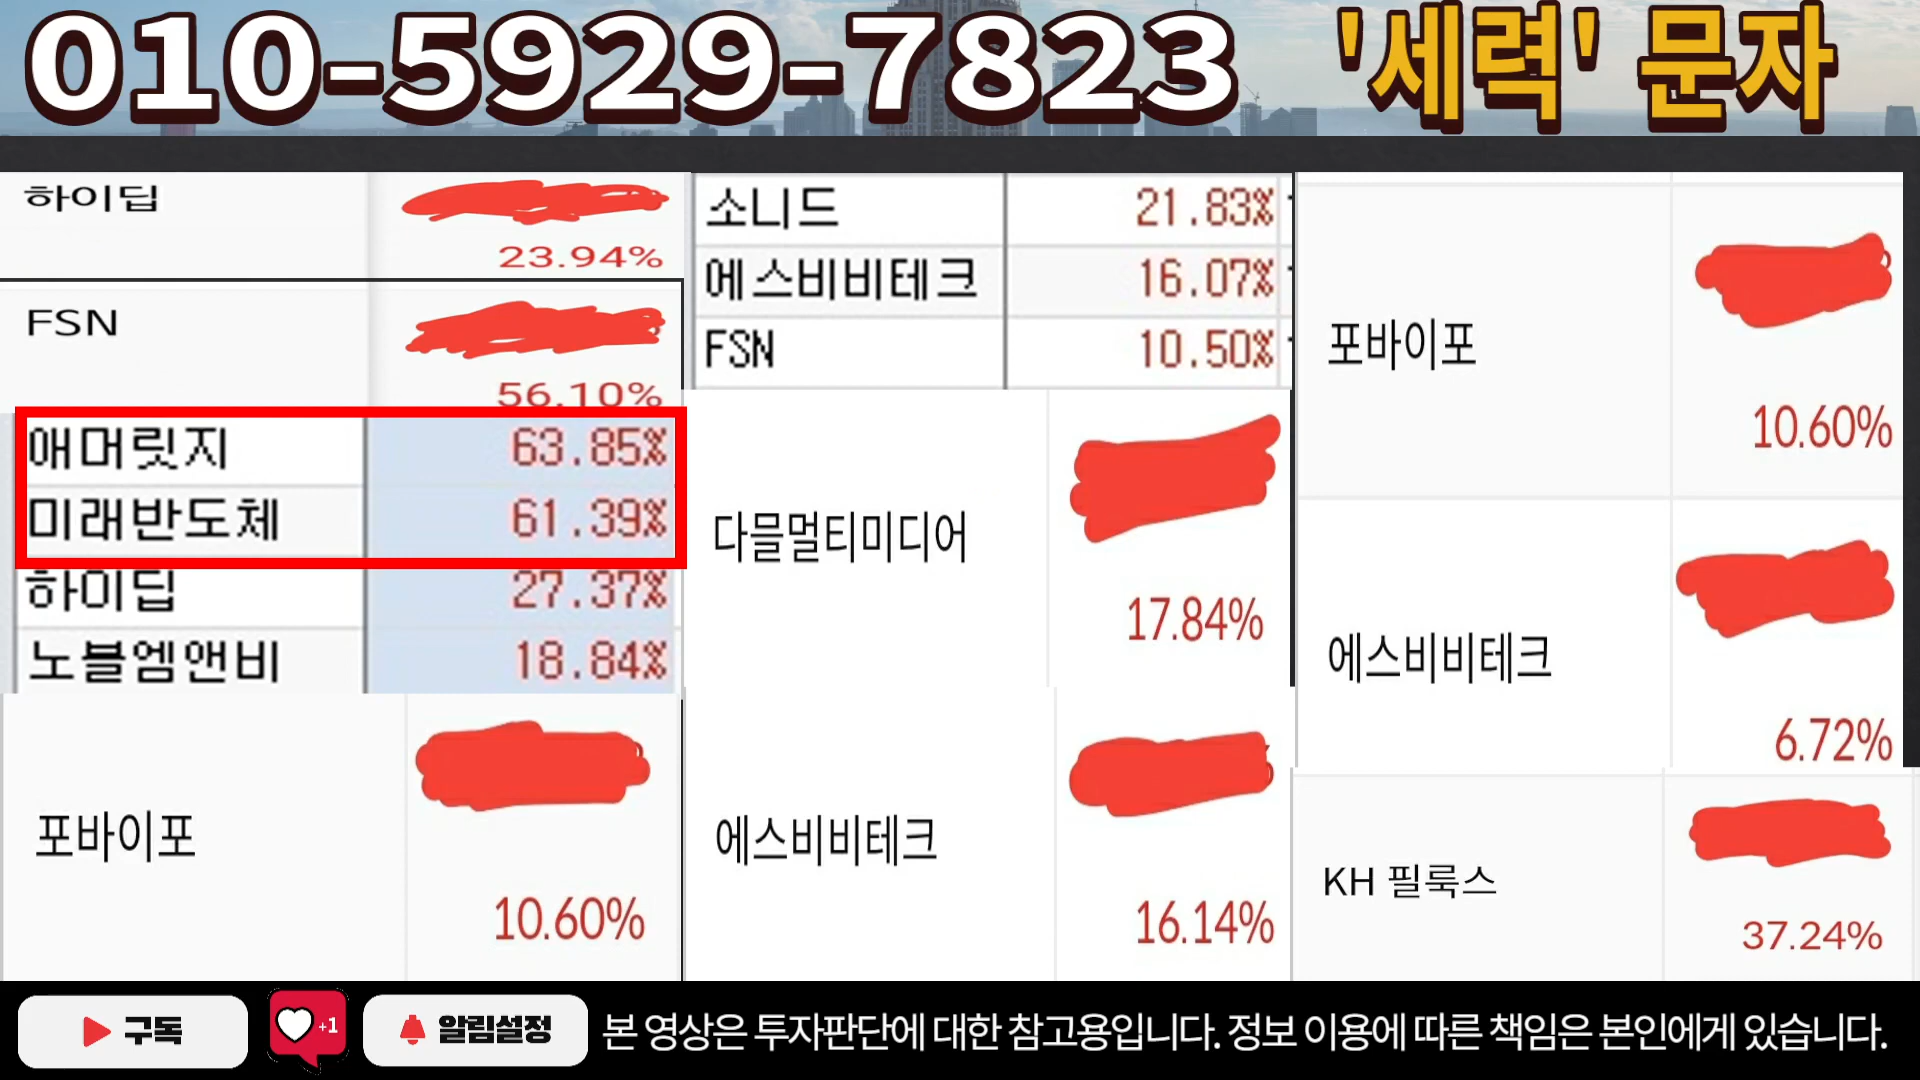 010-5929-7823 '세력' 문자
하이딥
23.94%
FSN
56.10%
애머릿지 63.85%
미래반도체 61.39%
하이딥 27.37%
노블엠앤비 18.84%
포바이포
10.60%
소니드 21.83%
에스비비테크 16.07%
FSN 10.50%
다믈멀티미디어
17.84%
에스비비테크
16.14%
포바이포
10.60%
에스비비테크
6.72%
KH 필룩스
37.24%
구독 +1 알림설정 본 영상은 투자판단에 대한 참고용입니다. 정보 이용에 따른 책임은 본인에게 있습니다.